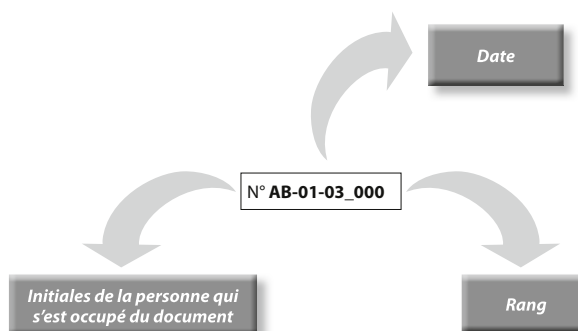 Date
N° AB-01-03_000
Initiales de la personne qui
s'est occupé du document
Rang